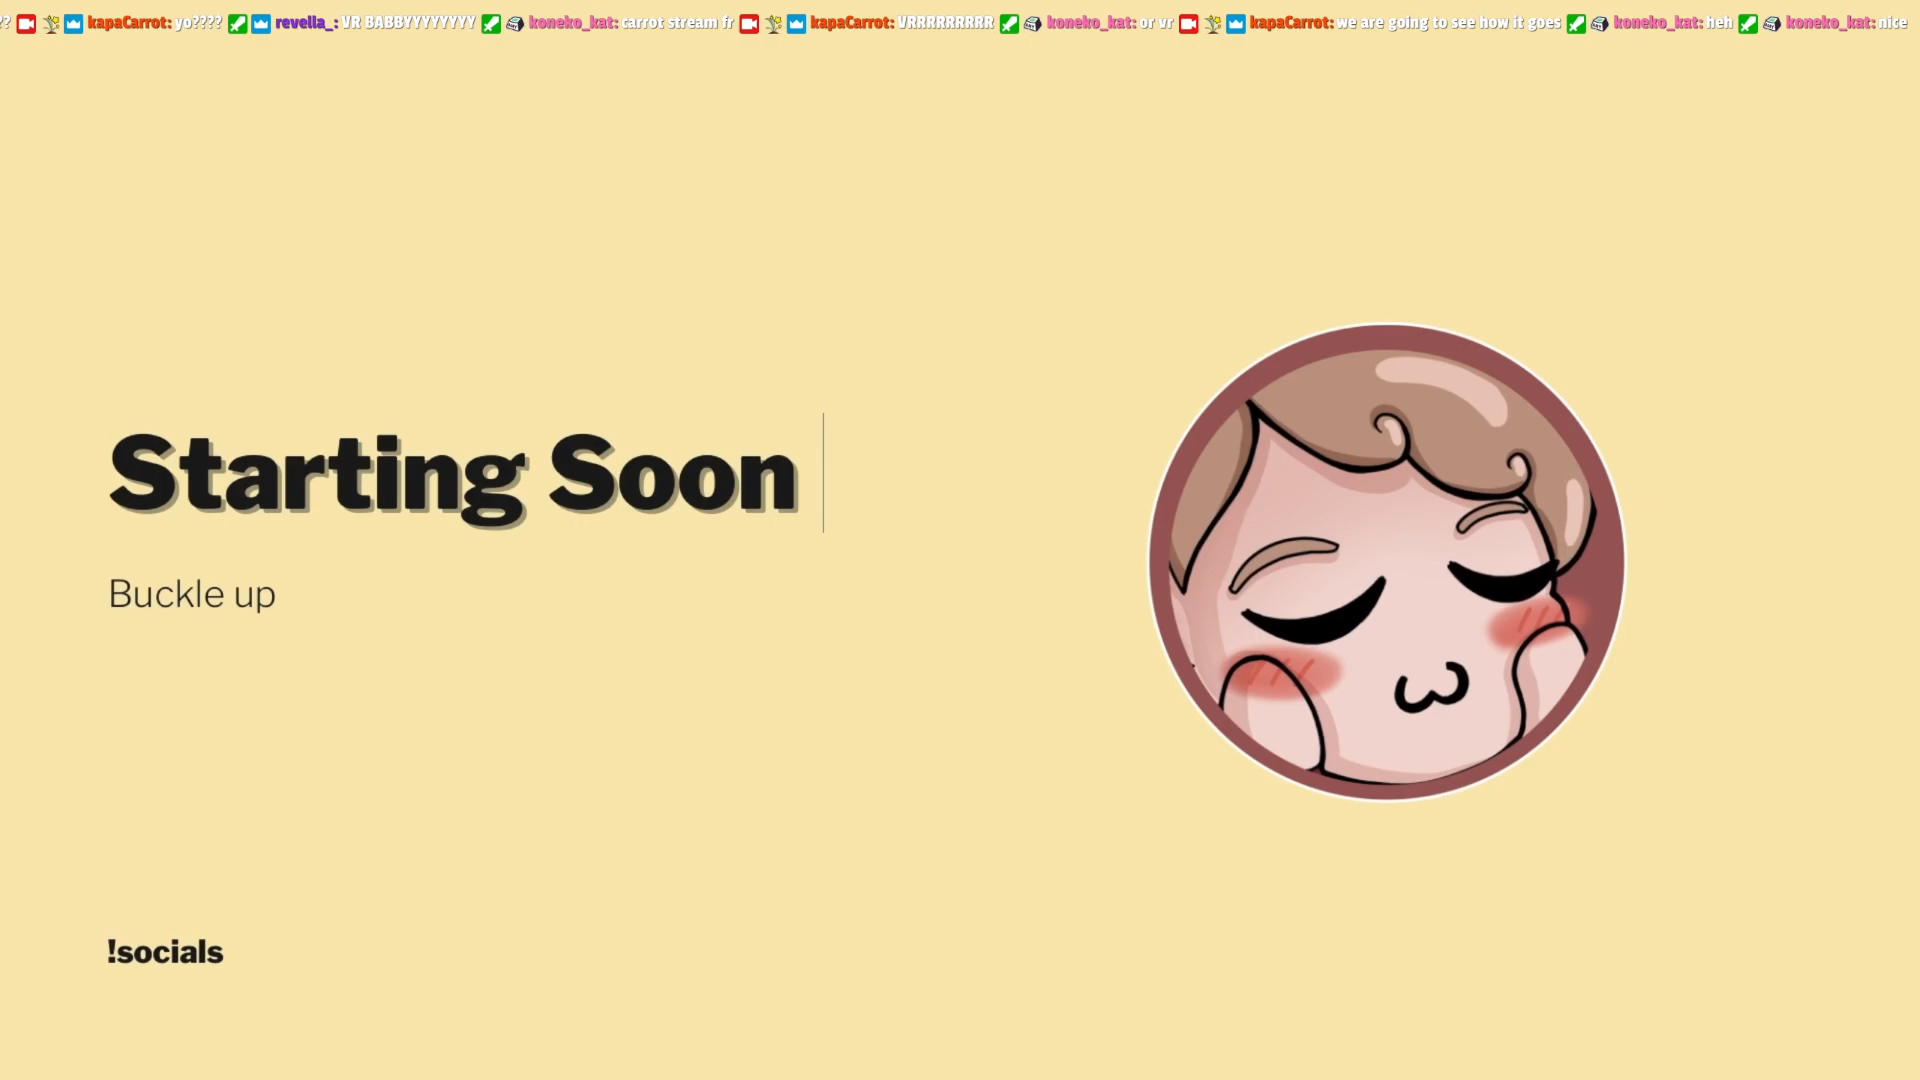 ?? kapaCarrot: yo???? revella_: VR BABBYYYYYYYY koneko_kat: carrot stream fr kapaCarrot: VRRRRRRRRR koneko_kat: or vr kapaCarrot: we are going to see how it goes koneko_kat: heh koneko_kat: nice
Starting Soon
Buckle up
!socials